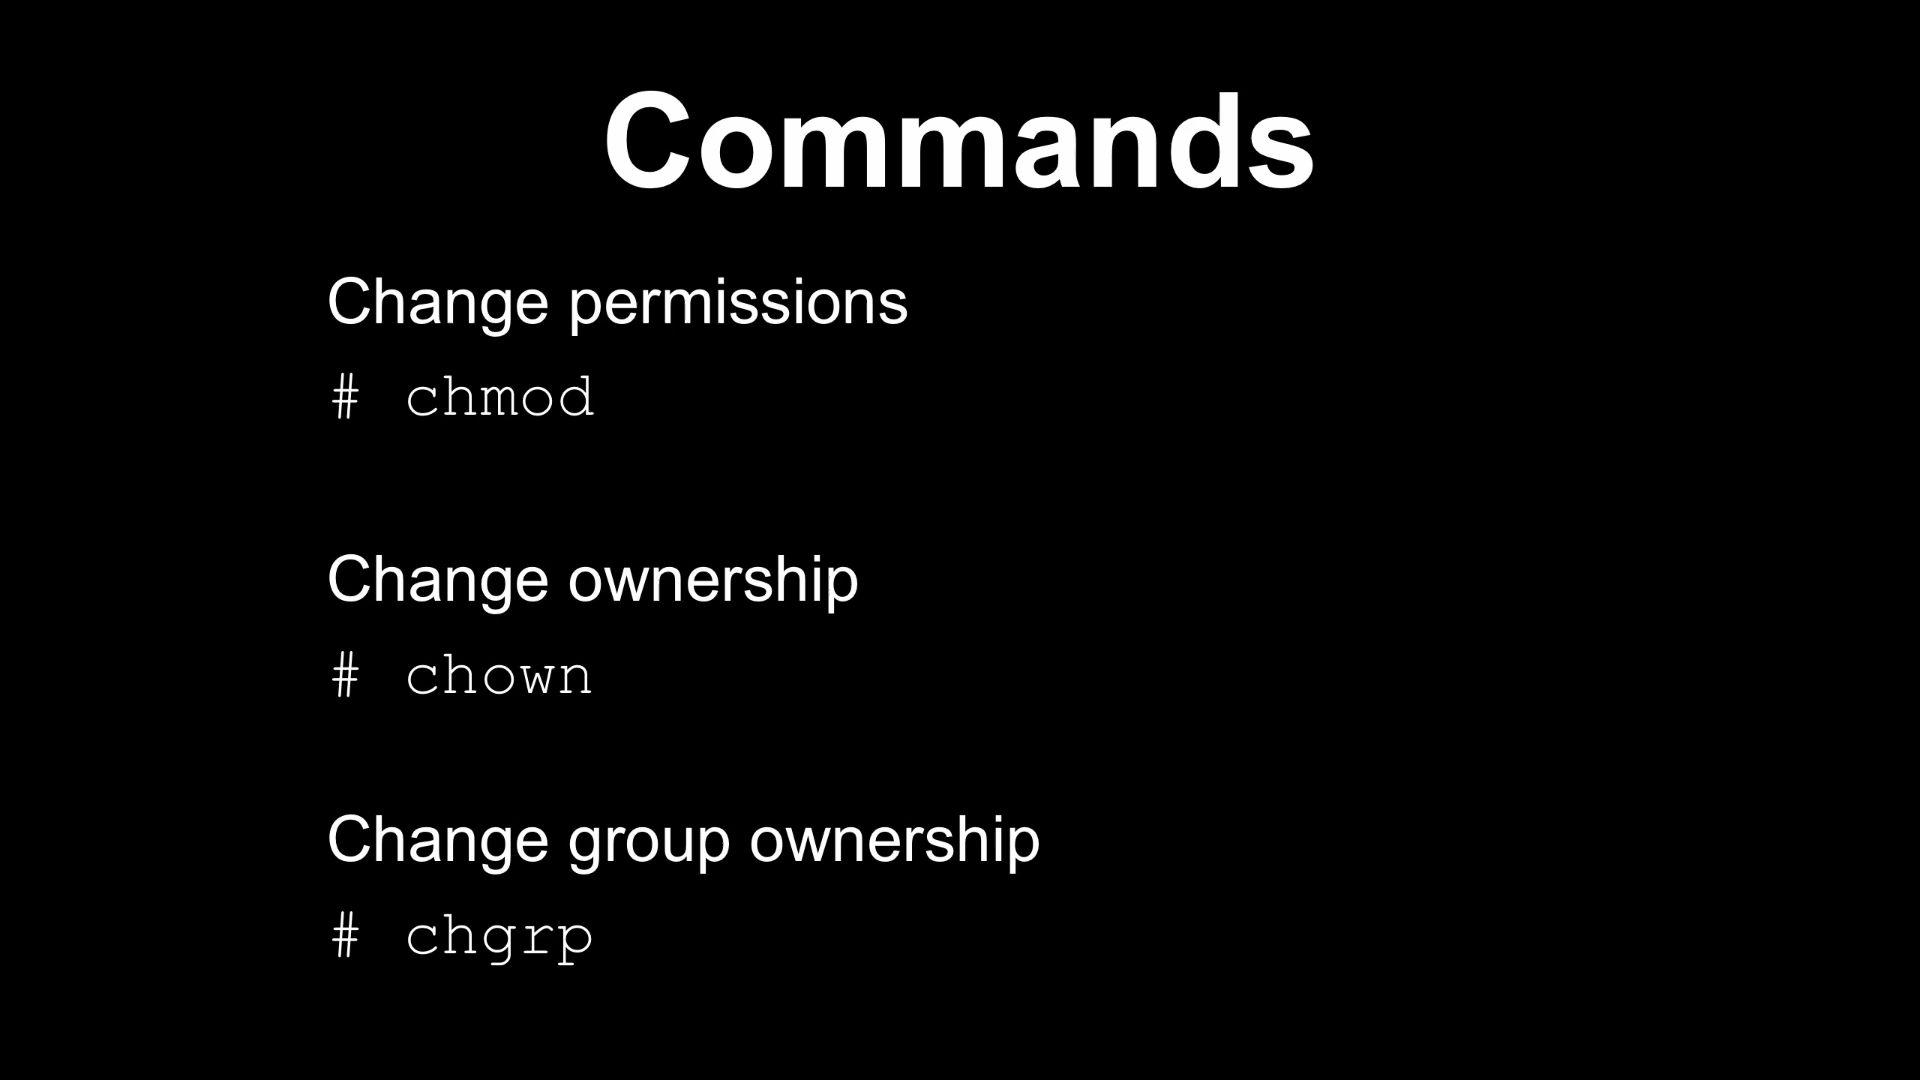 Commands
Change permissions
# chmod
Change ownership
# chown
Change group ownership
# chgrp